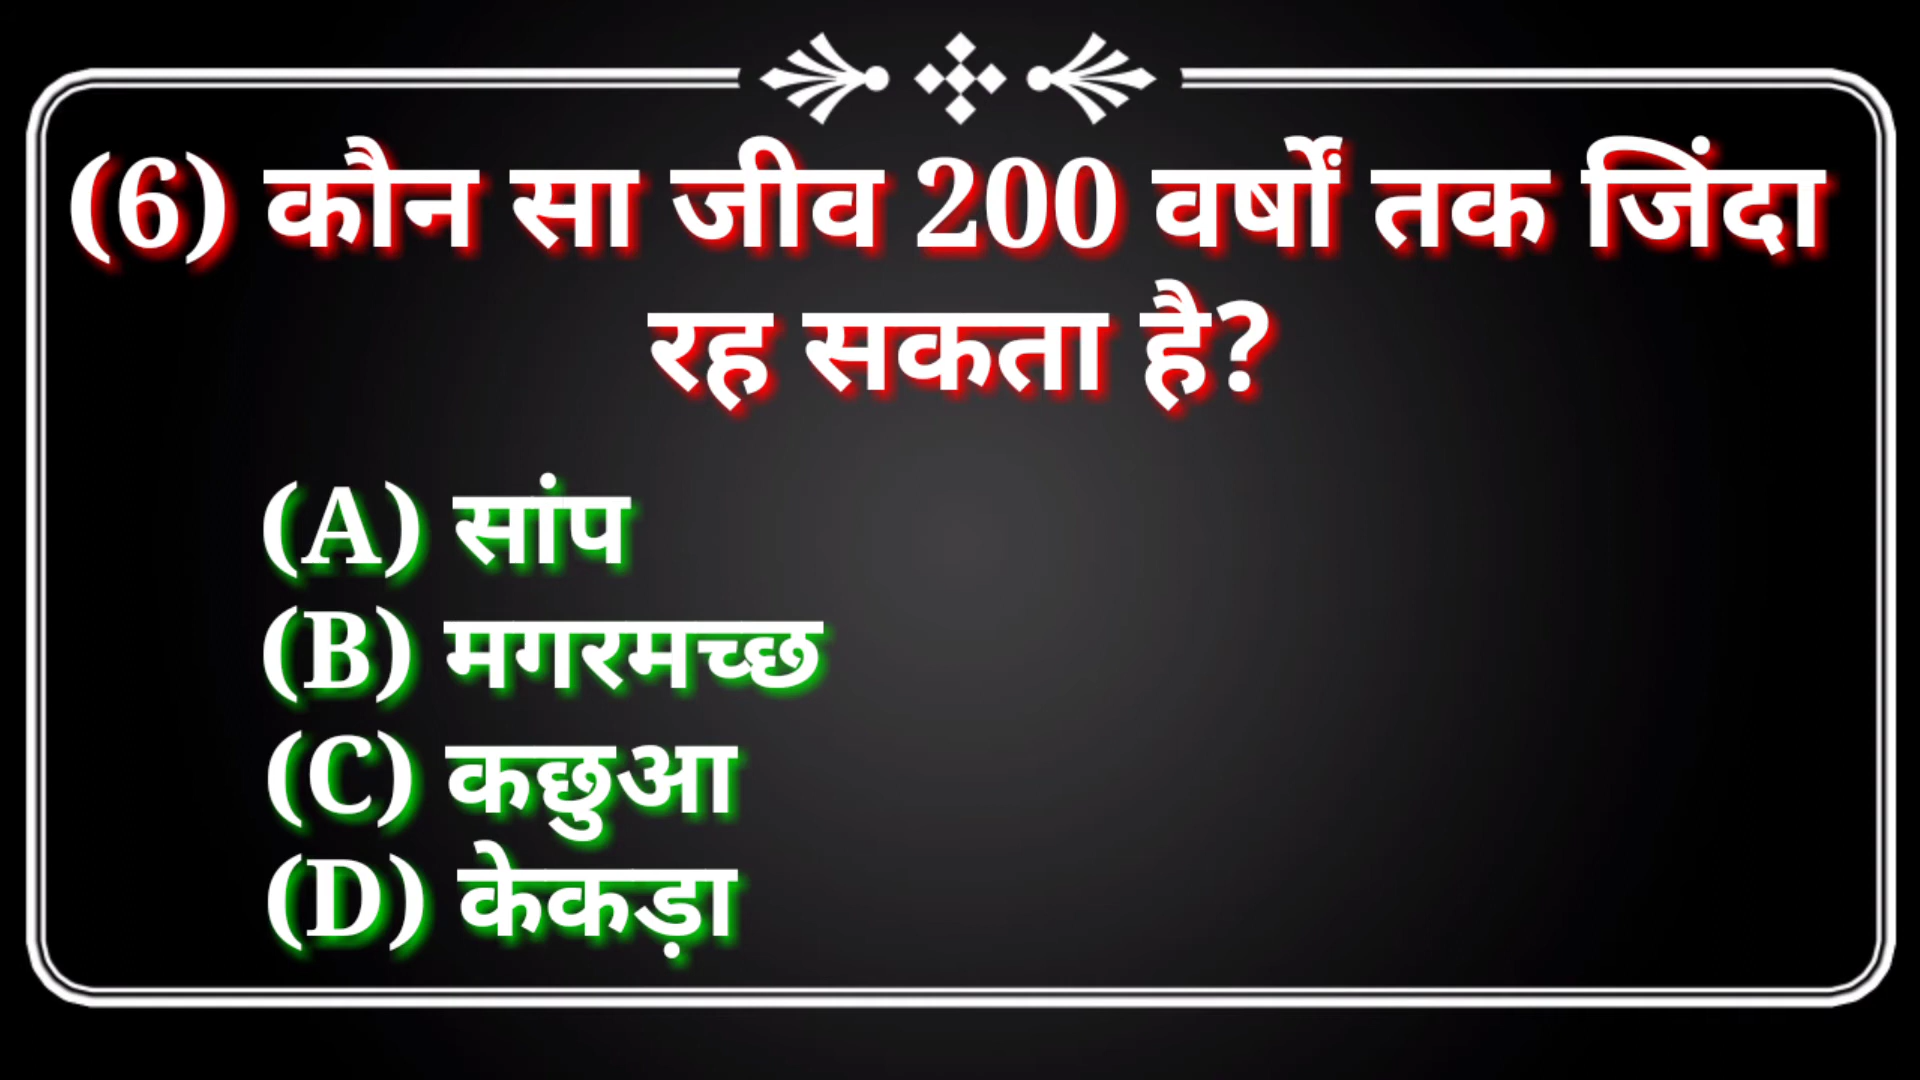 (6) कौन सा जीव 200 वर्षों तक जिंदा
रह सकता है?
(A) सांप
(B) मगरमच्छ
(C) कछुआ
(D) केकड़ा